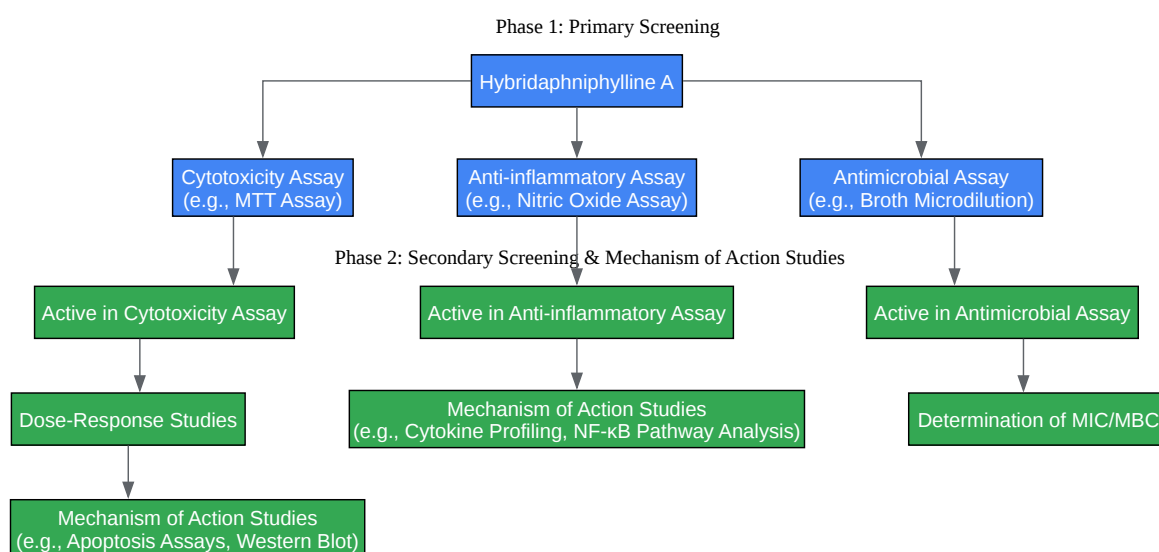 Phase 1: Primary Screening
Hybridaphniphylline A
Cytotoxicity Assay
(e.g., MTT Assay)
Anti-inflammatory Assay
(e.g., Nitric Oxide Assay)
Antimicrobial Assay
(e.g., Broth Microdilution)
Phase 2: Secondary Screening & Mechanism of Action Studies
Active in Cytotoxicity Assay
Active in Anti-inflammatory Assay
Active in Antimicrobial Assay
Dose-Response Studies
Mechanism of Action Studies
(e.g., Cytokine Profiling, NF-κB Pathway Analysis)
Determination of MIC/MBC
Mechanism of Action Studies
(e.g., Apoptosis Assays, Western Blot)